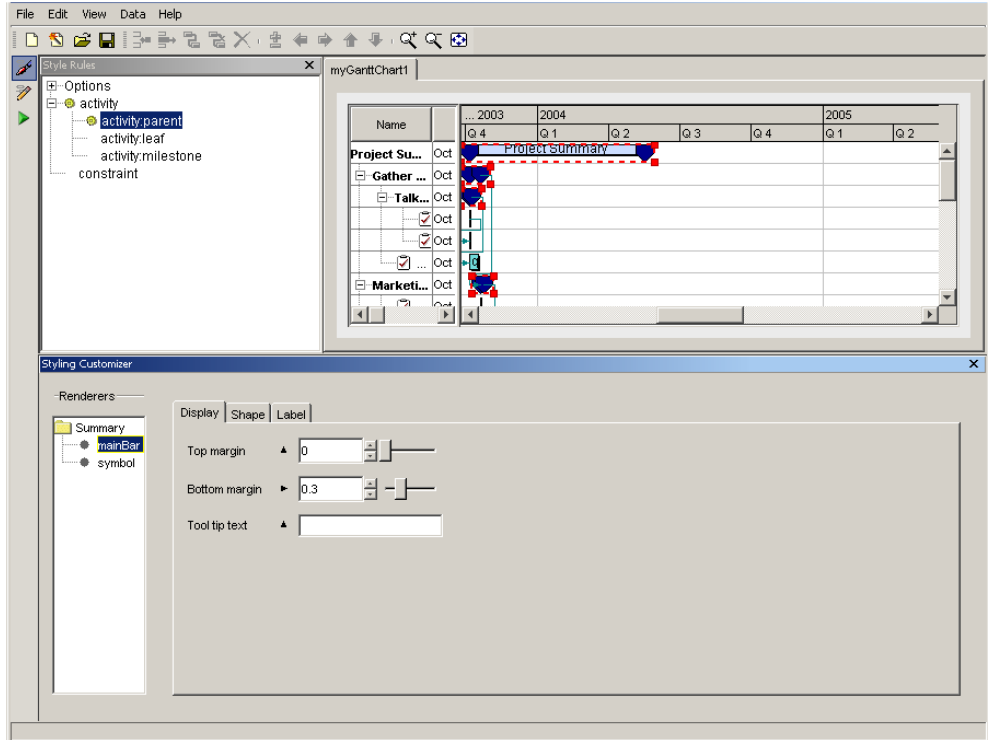 File Edit View Data Help
Style Rules
Options
activity
activity:parent
activity:leaf
activity:milestone
constraint
myGanttChart1
Name
... 2003 2004 2005
Q 4 Q 1 Q 2 Q 3 Q 4 Q 1 Q 2
Project Su... Oct Project Summary
Gather ... Oct
Talk... Oct
Oct
Oct
... Oct
Marketi... Oct
Styling Customizer
Renderers
Summary
mainBar
symbol
Display Shape Label
Top margin 0
Bottom margin 0.3
Tool tip text